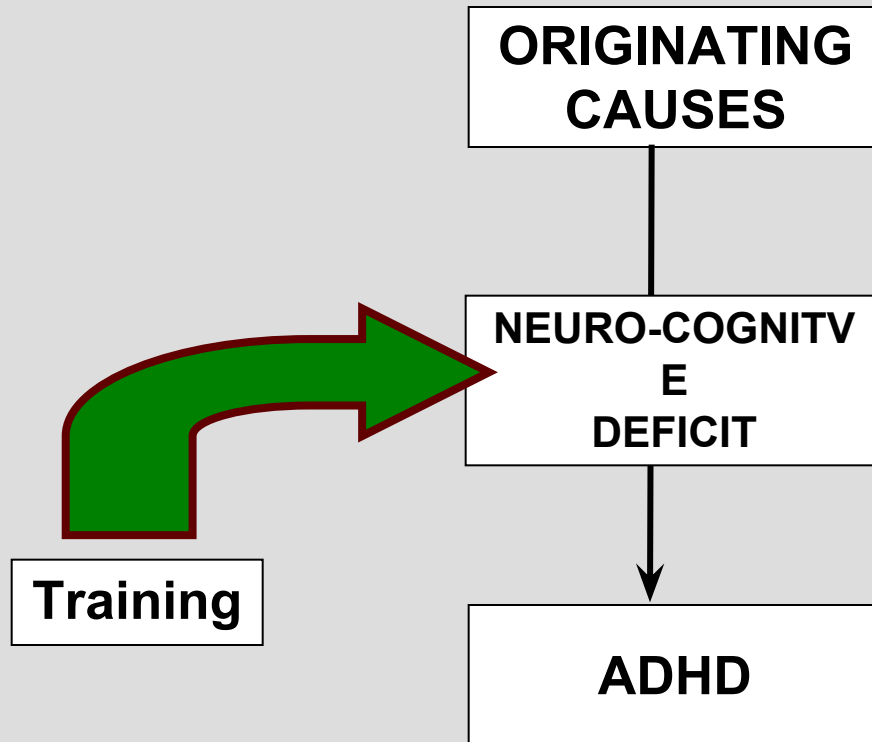 ORIGINATING
CAUSES
NEURO-COGNITV
E
DEFICIT
Training
ADHD